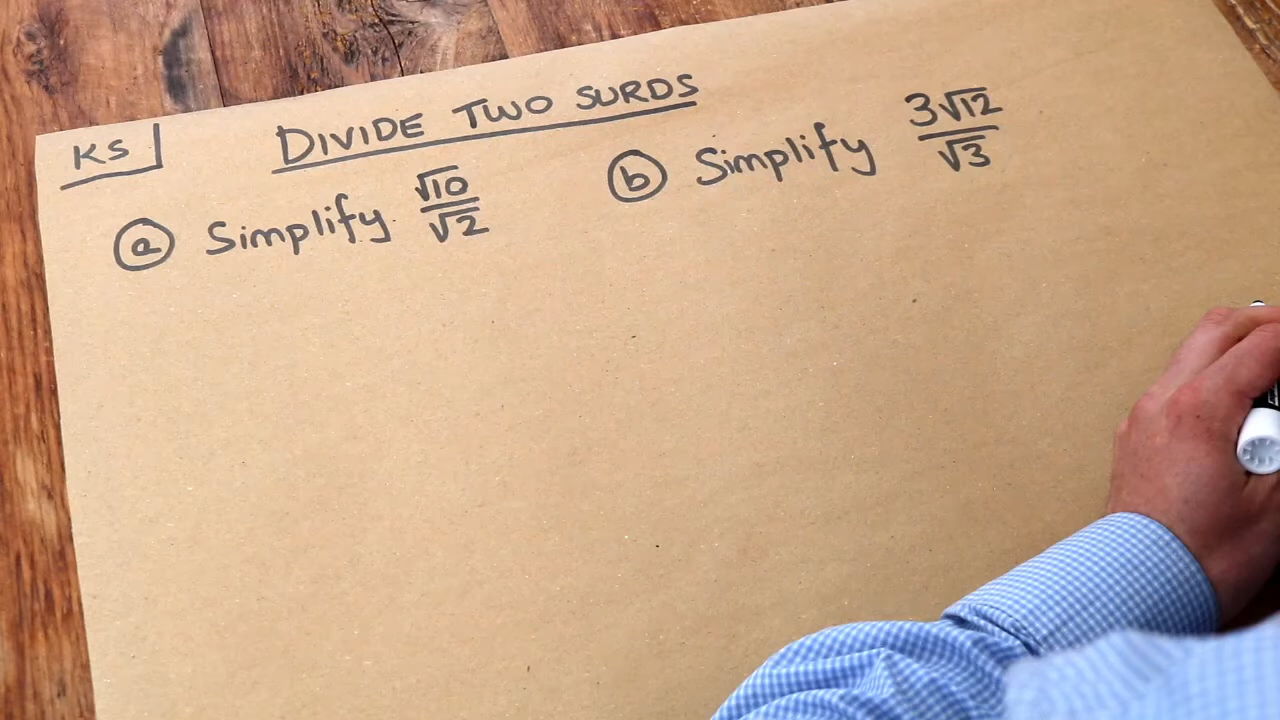 KS
DIVIDE TWO SURDS
a Simplify √10/√2
b Simplify 3√12/√3